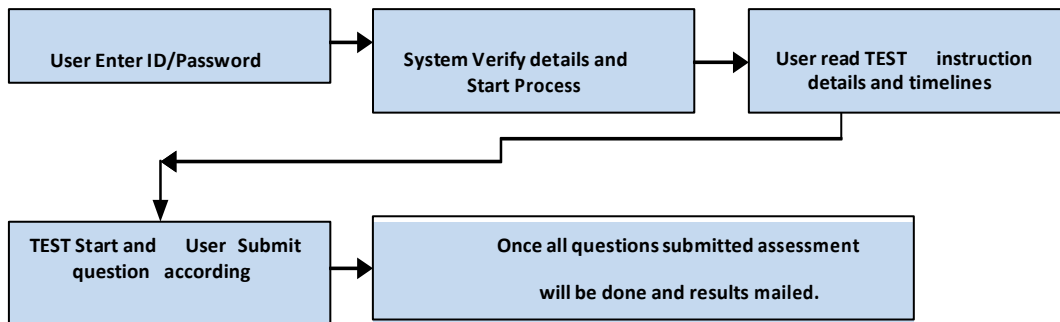 User Enter ID/Password
System Verify details and
Start Process
User read TEST instruction
details and timelines
TEST Start and User Submit
question according
Once all questions submitted assessment
will be done and results mailed.